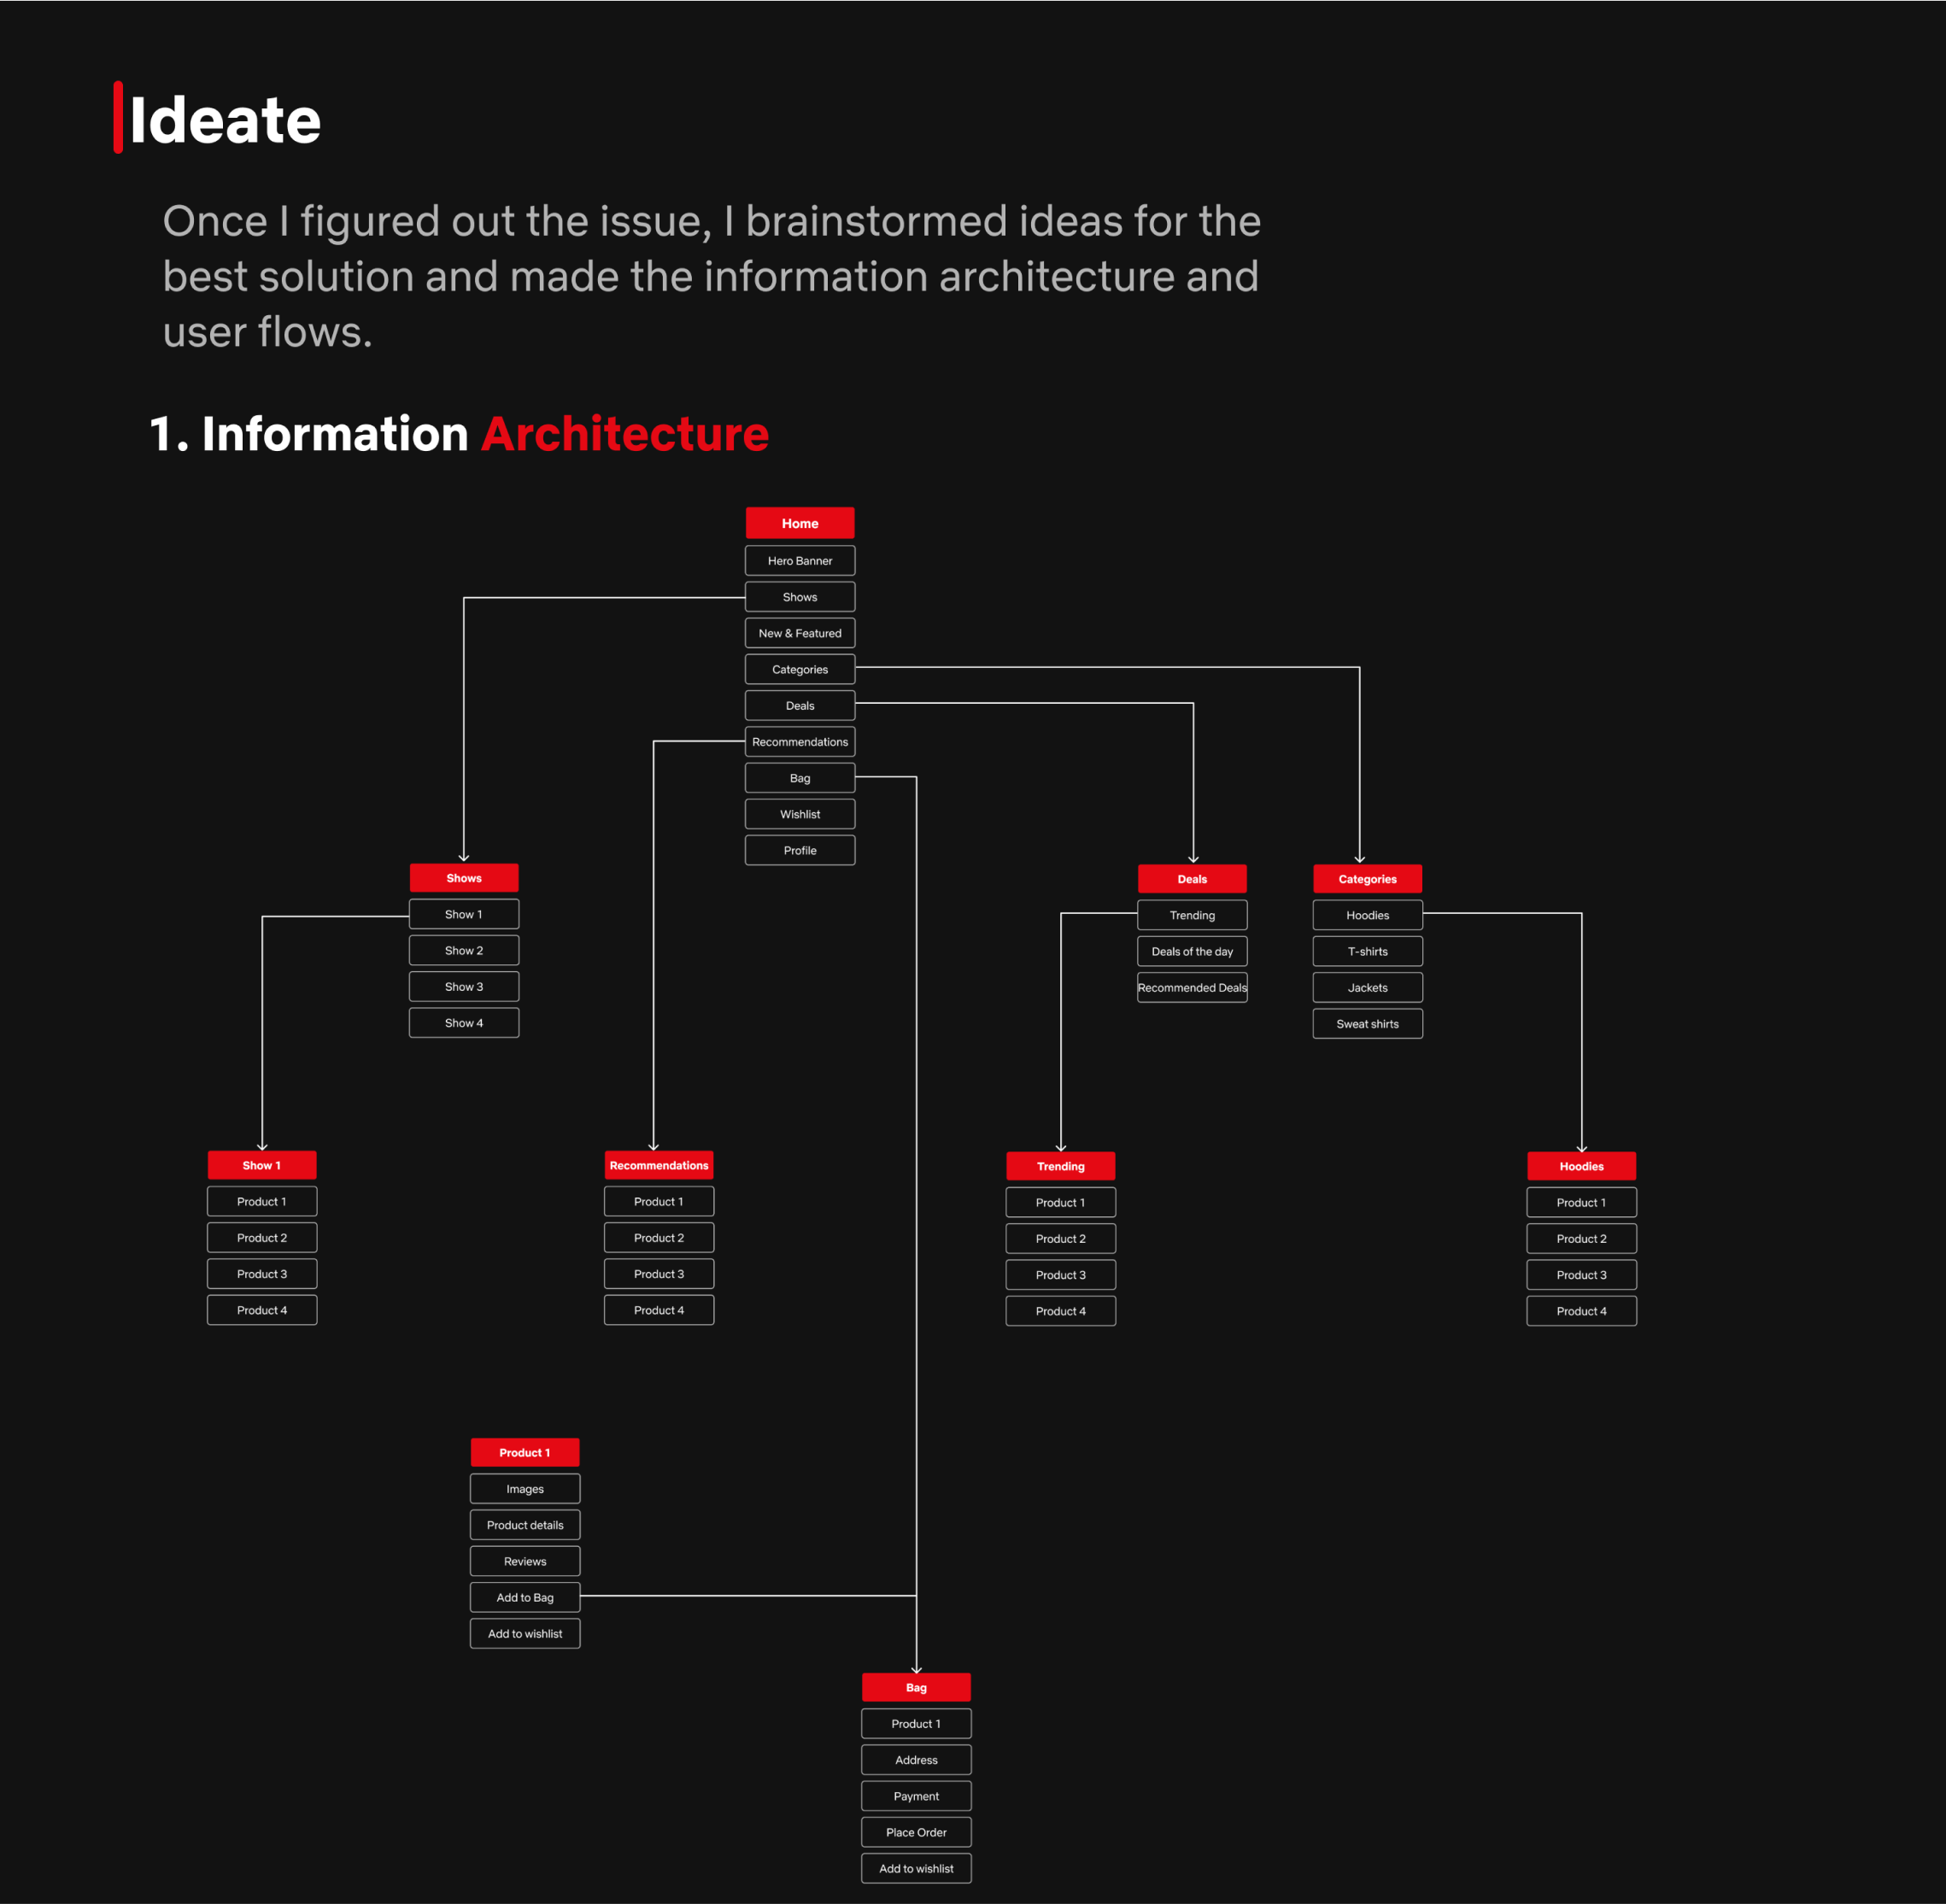 Ideate
Once I figured out the issue, I brainstormed ideas for the
best solution and made the information architecture and
user flows.
1. Information Architecture
Home
Hero Banner
Shows
New & Featured
Categories
Deals
Recommendations
Bag
Wishlist
Profile
Shows
Show 1
Show 2
Show 3
Show 4
Deals
Trending
Deals of the day
Recommended Deals
Categories
Hoodies
T-shirts
Jackets
Sweat shirts
Show 1
Product 1
Product 2
Product 3
Product 4
Recommendations
Product 1
Product 2
Product 3
Product 4
Trending
Product 1
Product 2
Product 3
Product 4
Hoodies
Product 1
Product 2
Product 3
Product 4
Product 1
Images
Product details
Reviews
Add to Bag
Add to wishlist
Bag
Product 1
Address
Payment
Place Order
Add to wishlist